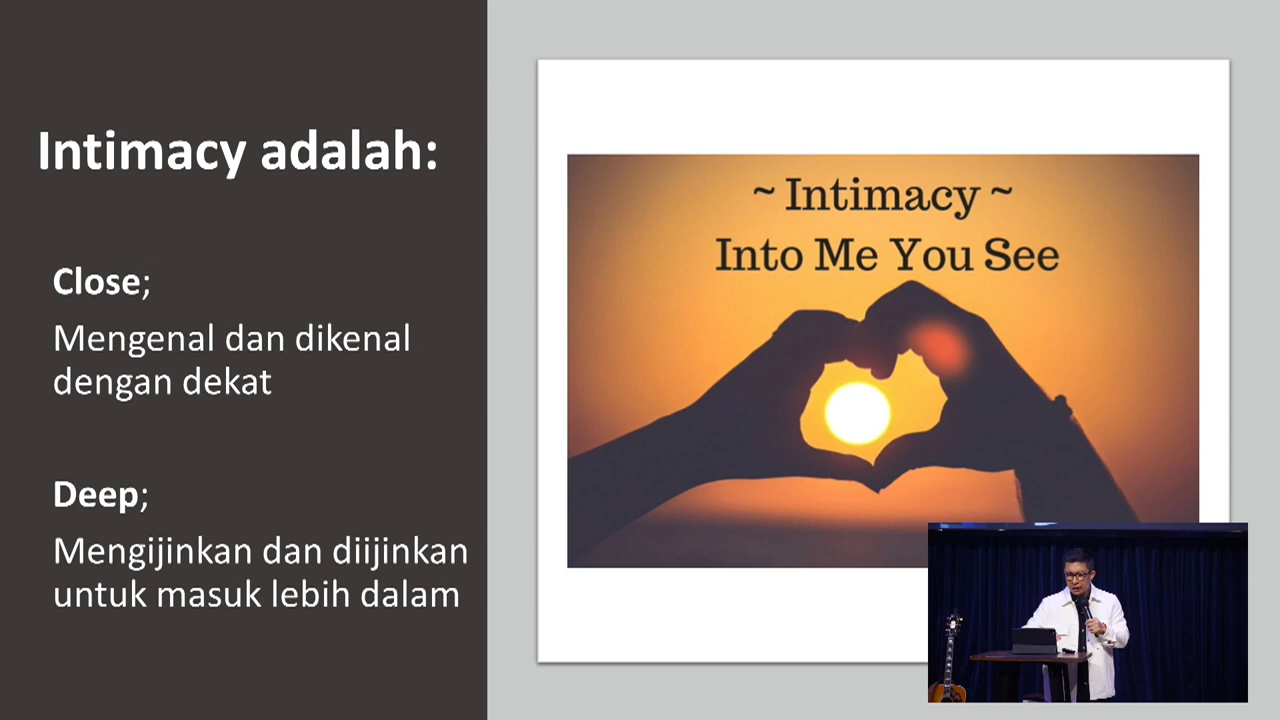 Intimacy adalah:
Close;
Mengenal dan dikenal
dengan dekat
Deep;
Mengijinkan dan diijinkan
untuk masuk lebih dalam
~ Intimacy ~
Into Me You See